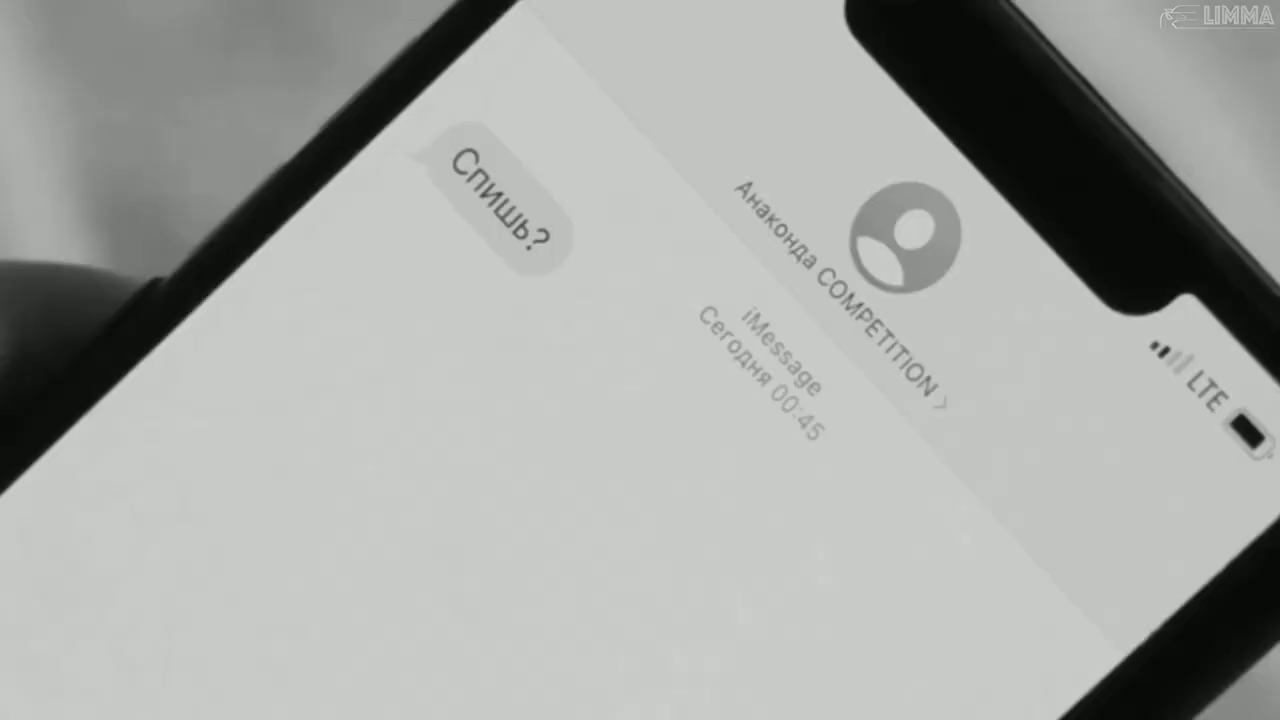 LIMMA
LTE
Анаконда COMPETITION >
iMessage
Сегодня 00:45
Спишь?